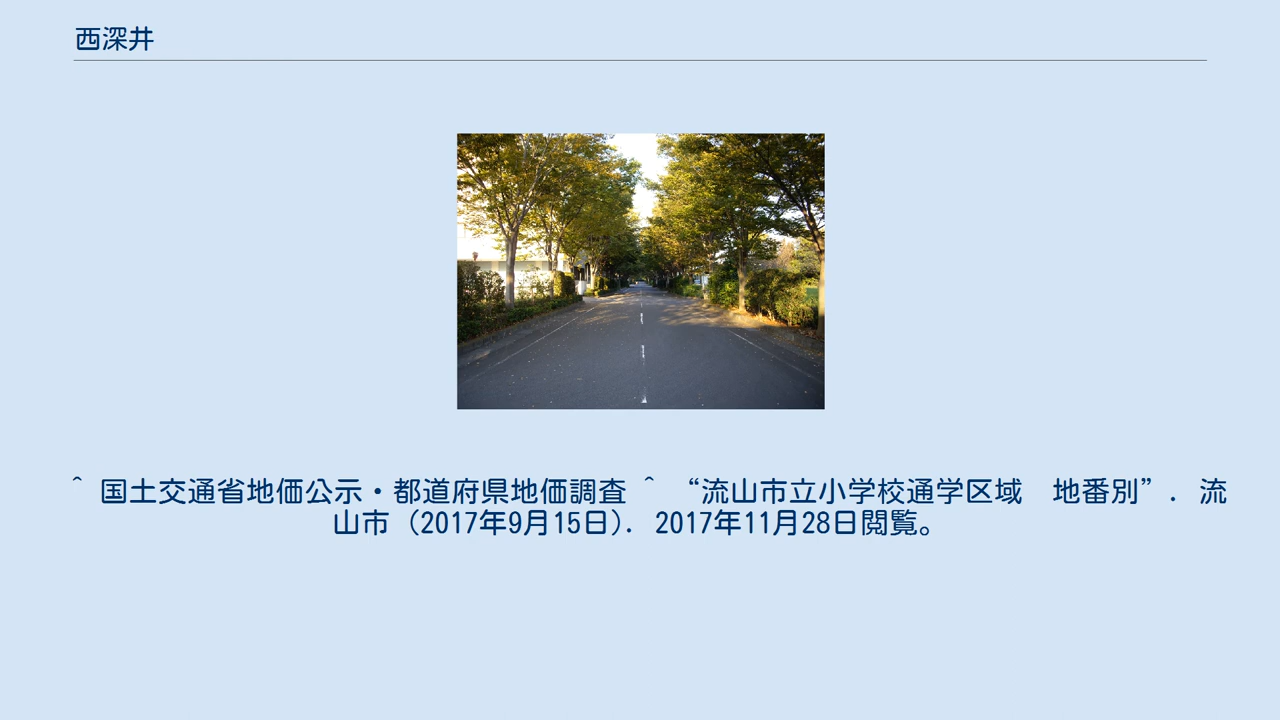 西深井
^ 国土交通省地価公示・都道府県地価調査 ^ “流山市立小学校通学区域　地番別”. 流
山市 (2017年9月15日). 2017年11月28日閲覧。